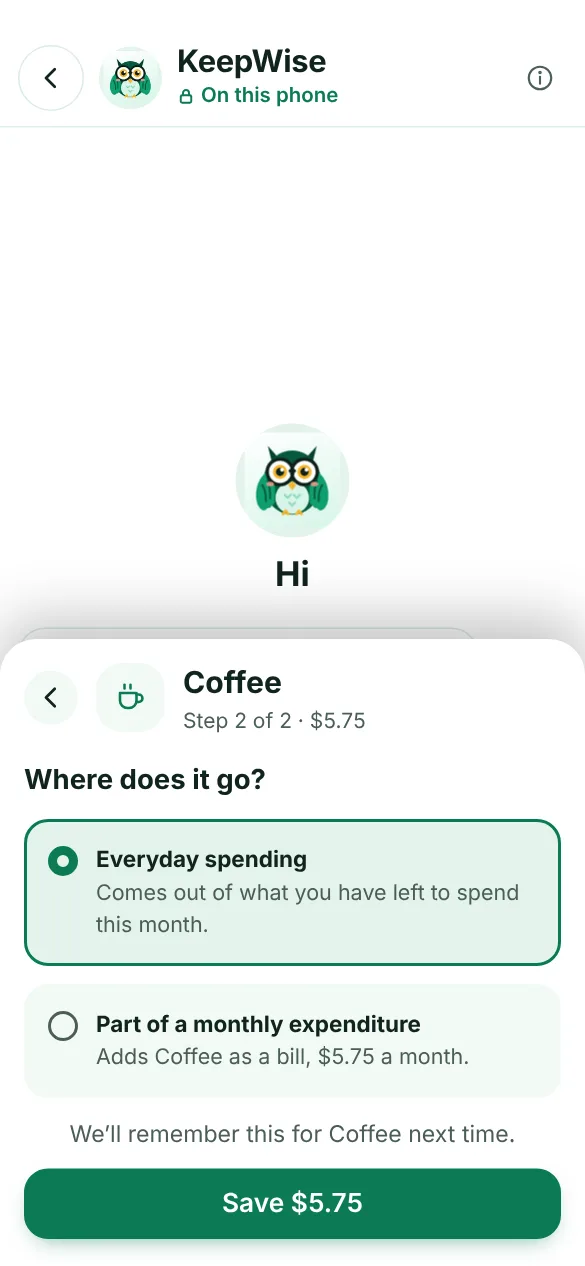 KeepWise
On this phone
Hi
Coffee
Step 2 of 2 · $5.75
Where does it go?
Everyday spending
Comes out of what you have left to spend
this month.
Part of a monthly expenditure
Adds Coffee as a bill, $5.75 a month.
We’ll remember this for Coffee next time.
Save $5.75